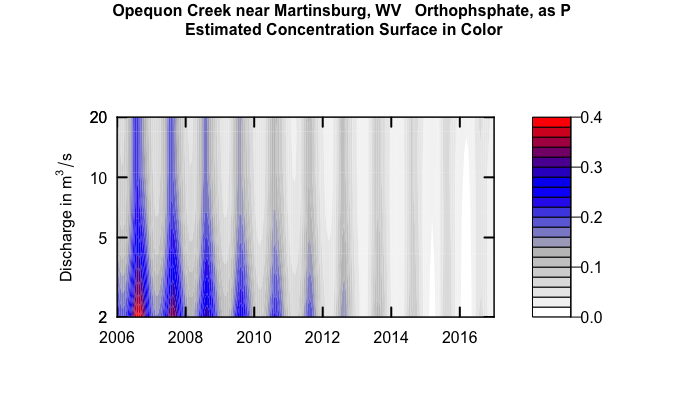 Opequon Creek near Martinsburg, WV   Orthophsphate, as P
Estimated Concentration Surface in Color
20
10
5
2
Discharge in m³/s
2006 2008 2010 2012 2014 2016
0.4
0.3
0.2
0.1
0.0